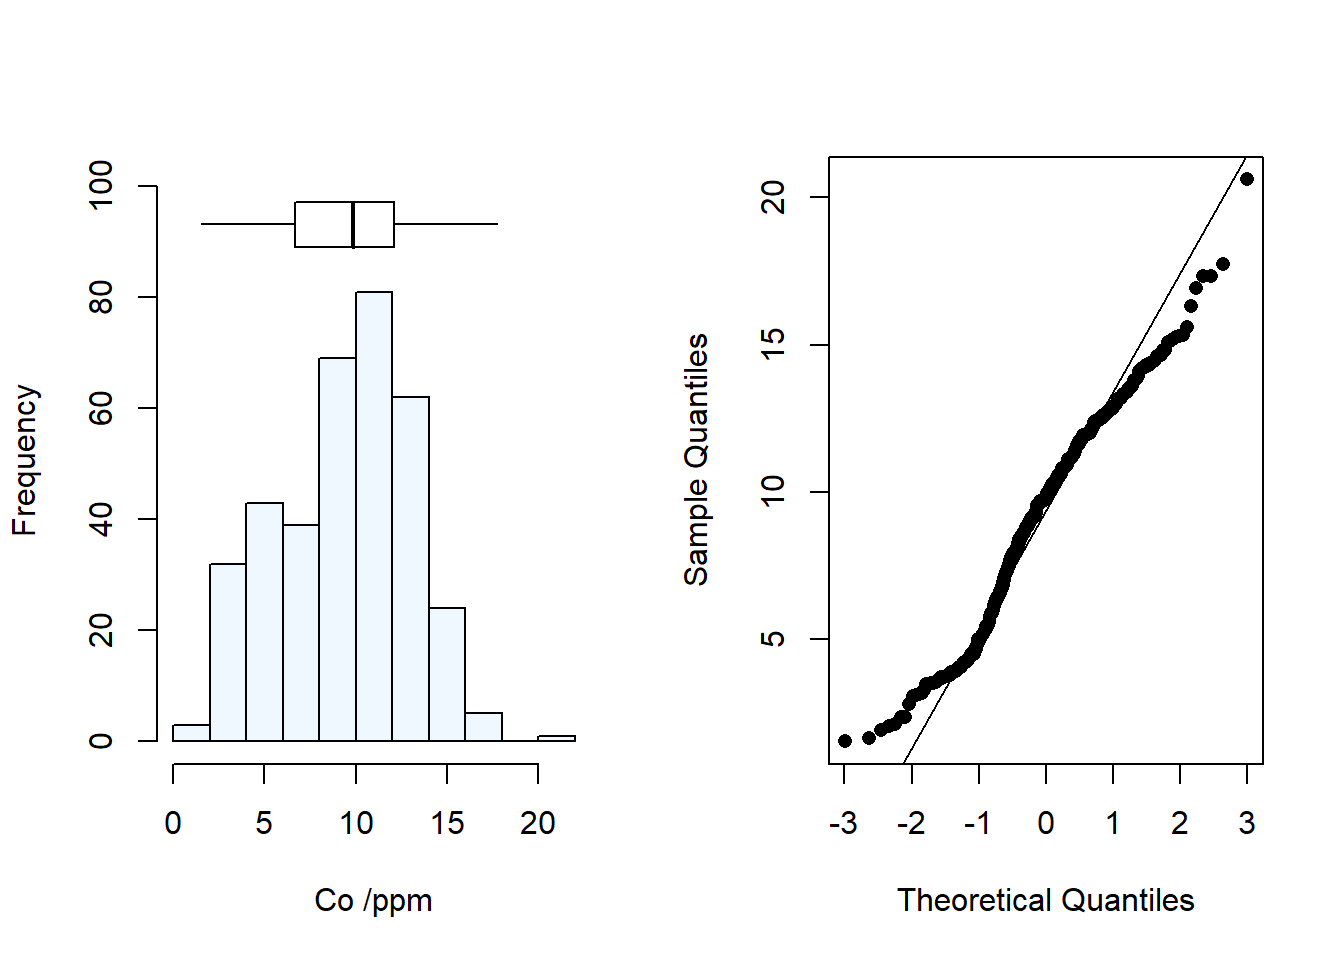 Frequency
0 20 40 60 80 100
0 5 10 15 20
Co /ppm
Sample Quantiles
5 10 15 20
-3 -2 -1 0 1 2 3
Theoretical Quantiles